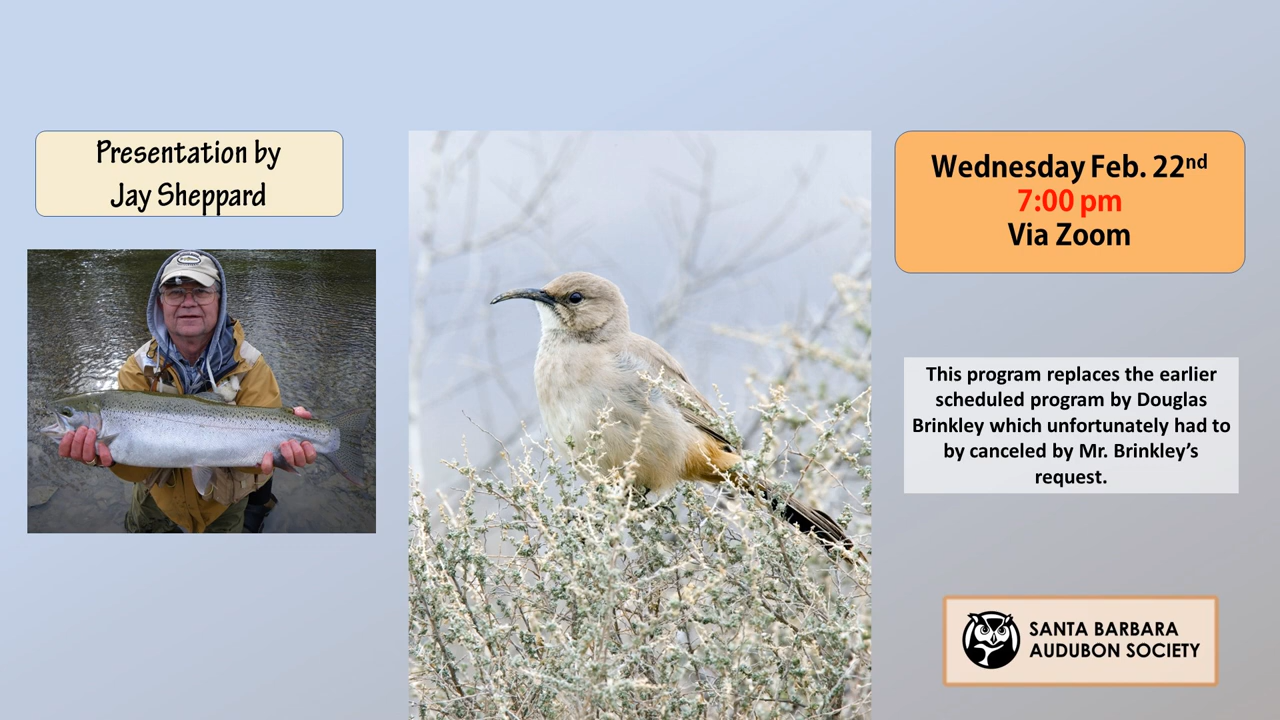 Presentation by
Jay Sheppard
Wednesday Feb. 22nd
7:00 pm
Via Zoom
This program replaces the earlier
scheduled program by Douglas
Brinkley which unfortunately had to
by canceled by Mr. Brinkley’s
request.
SANTA BARBARA
AUDUBON SOCIETY